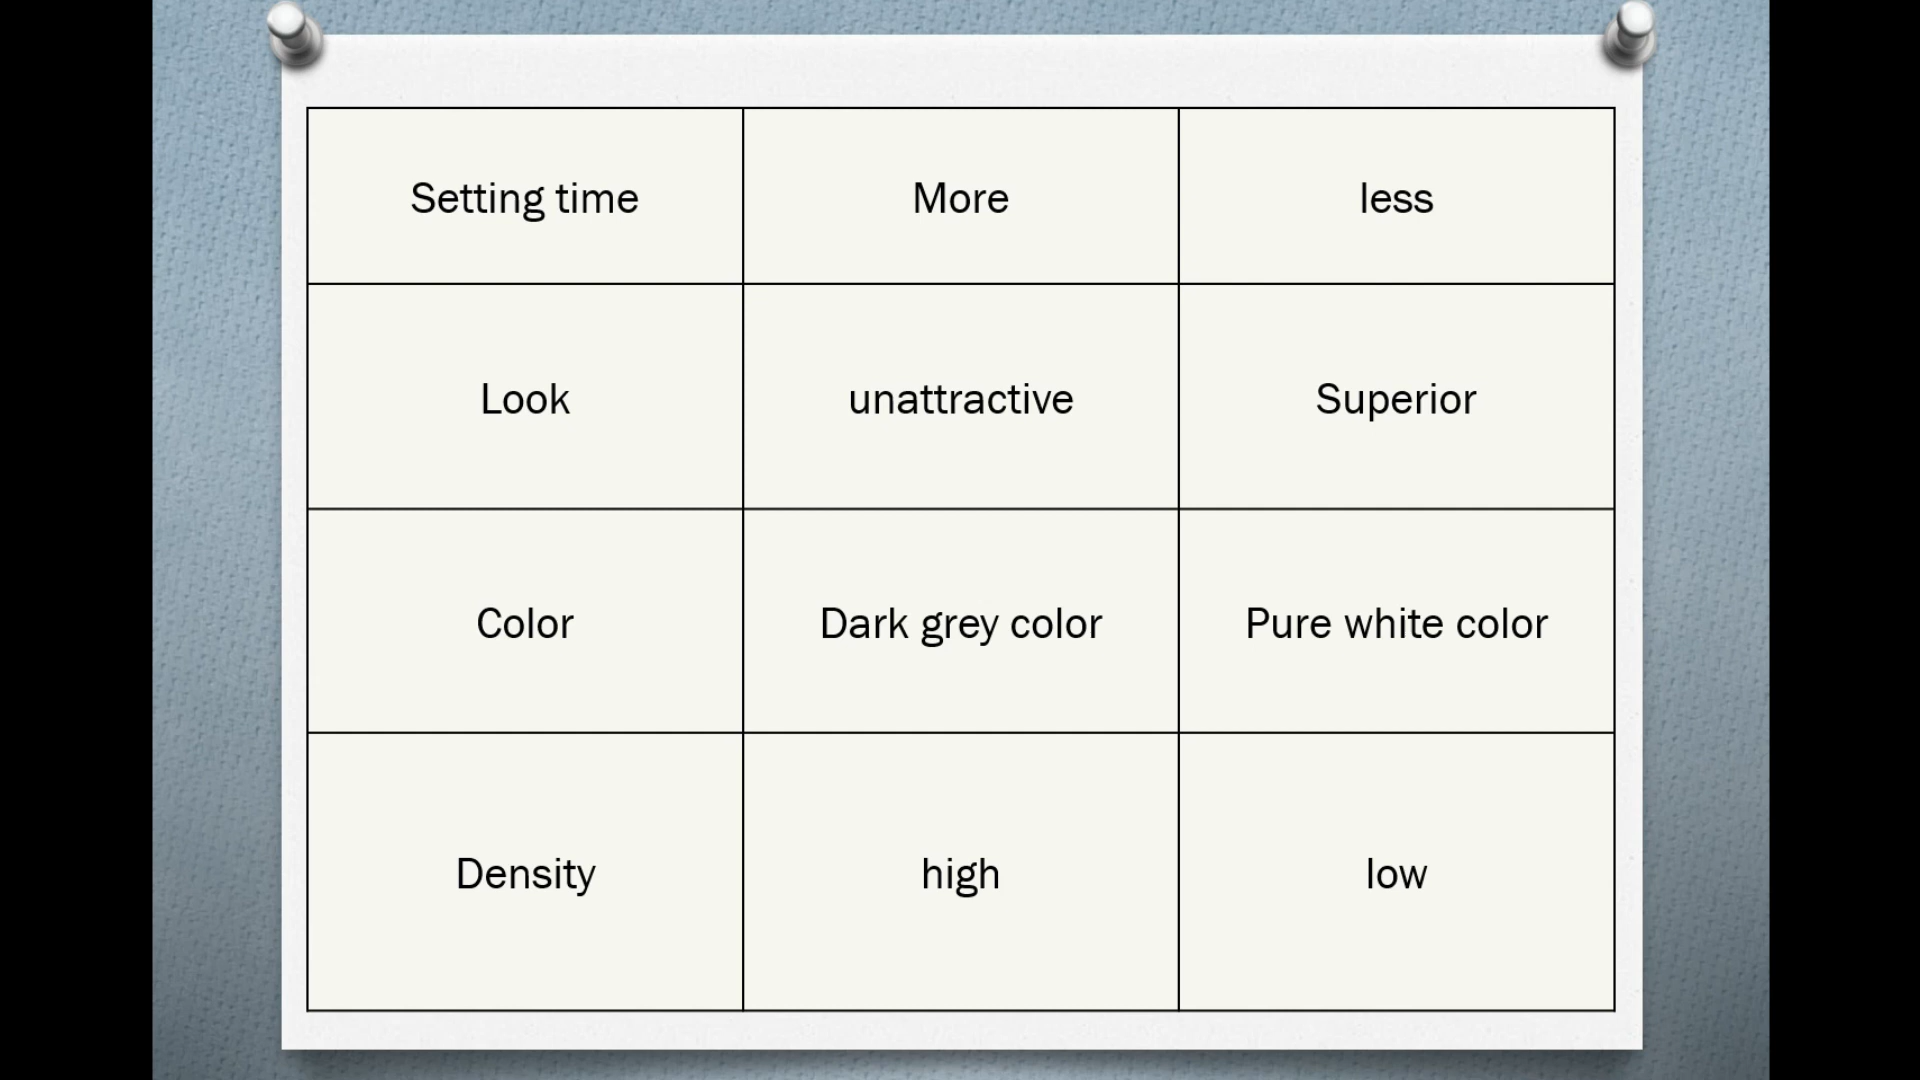 Setting time More less
Look unattractive Superior
Color Dark grey color Pure white color
Density high low